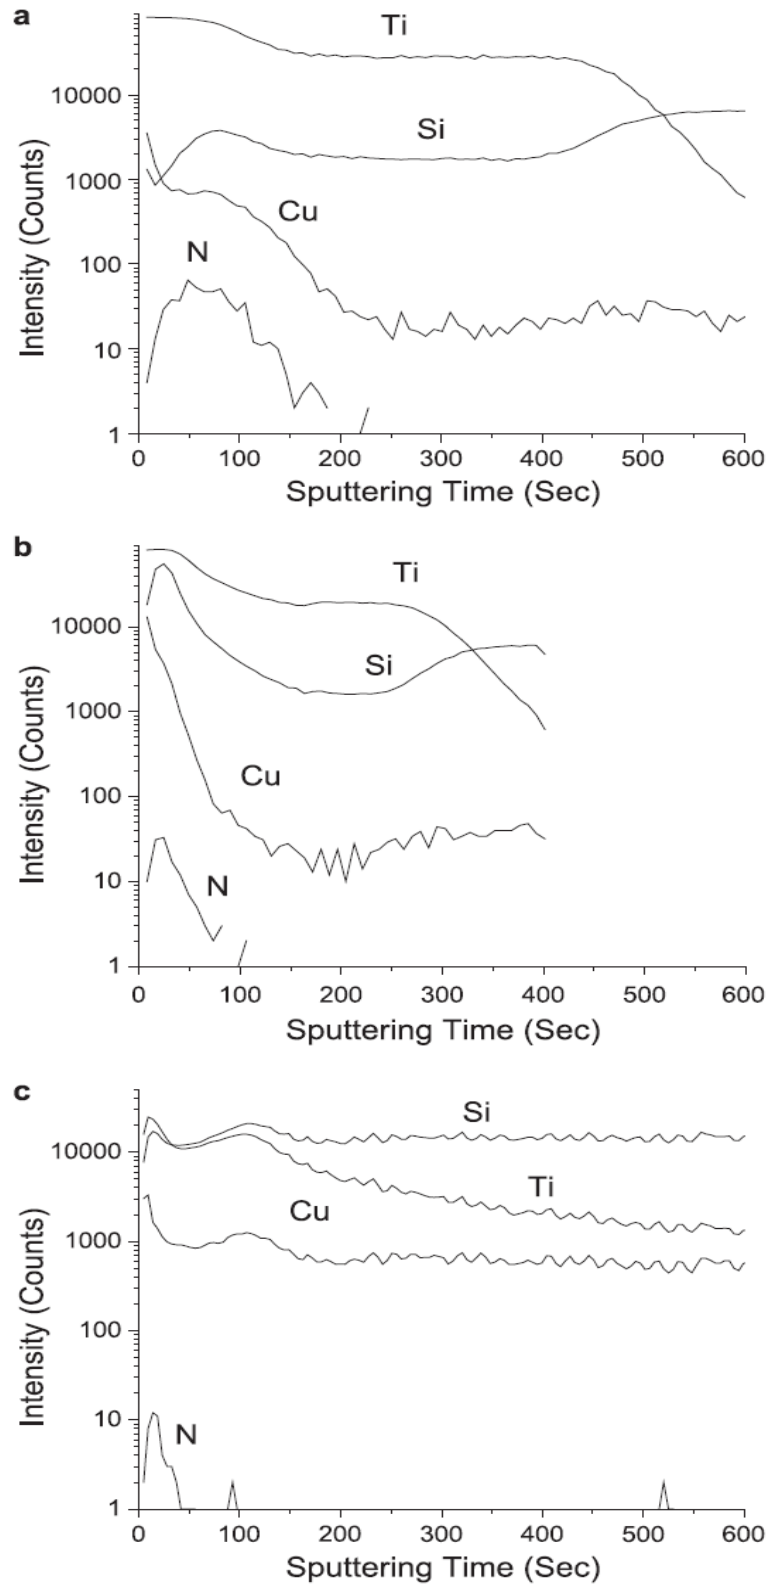 a
Ti
10000
Si
1000
Cu
N
100
10
1
Intensity (Counts)
0 100 200 300 400 500 600
Sputtering Time (Sec)
b
Ti
10000
Si
1000
Cu
100
N
10
1
Intensity (Counts)
0 100 200 300 400 500 600
Sputtering Time (Sec)
c
Si
10000
Ti
Cu
1000
100
10
N
1
Intensity (Counts)
0 100 200 300 400 500 600
Sputtering Time (Sec)